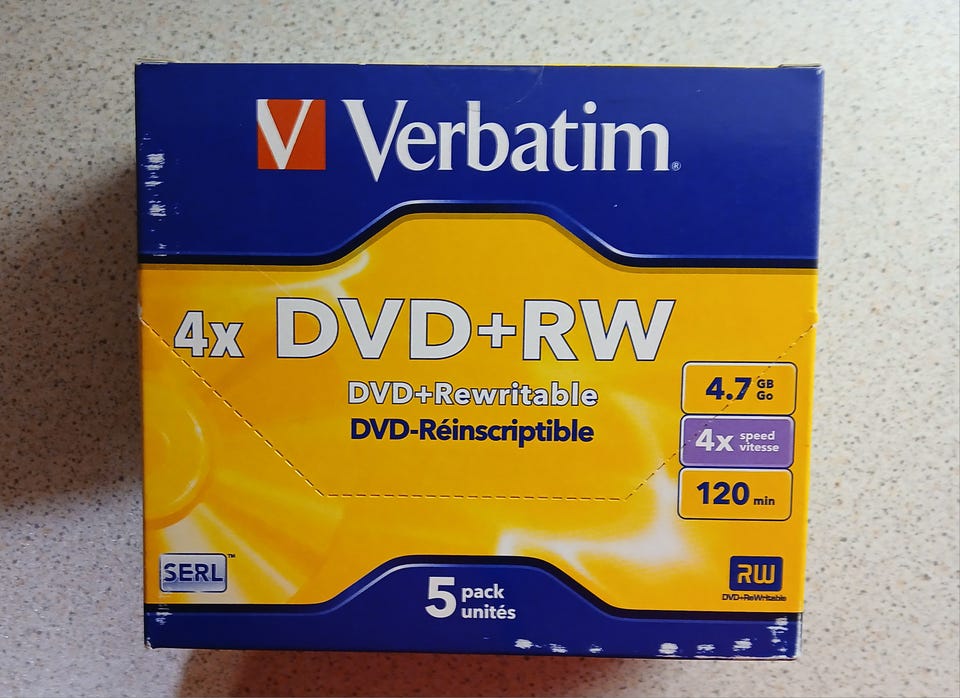 V Verbatim®
4x DVD+RW
DVD+Rewritable
DVD-Réinscriptible
4.7 GB
Go
4x speed
vitesse
120 min
SERL™
5 pack
unités
RW
DVD+ReWritable